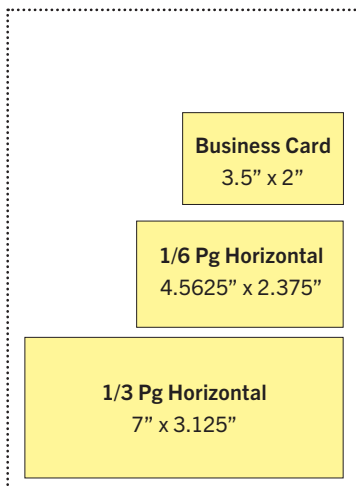 Business Card
3.5” x 2”
1/6 Pg Horizontal
4.5625” x 2.375”
1/3 Pg Horizontal
7” x 3.125”